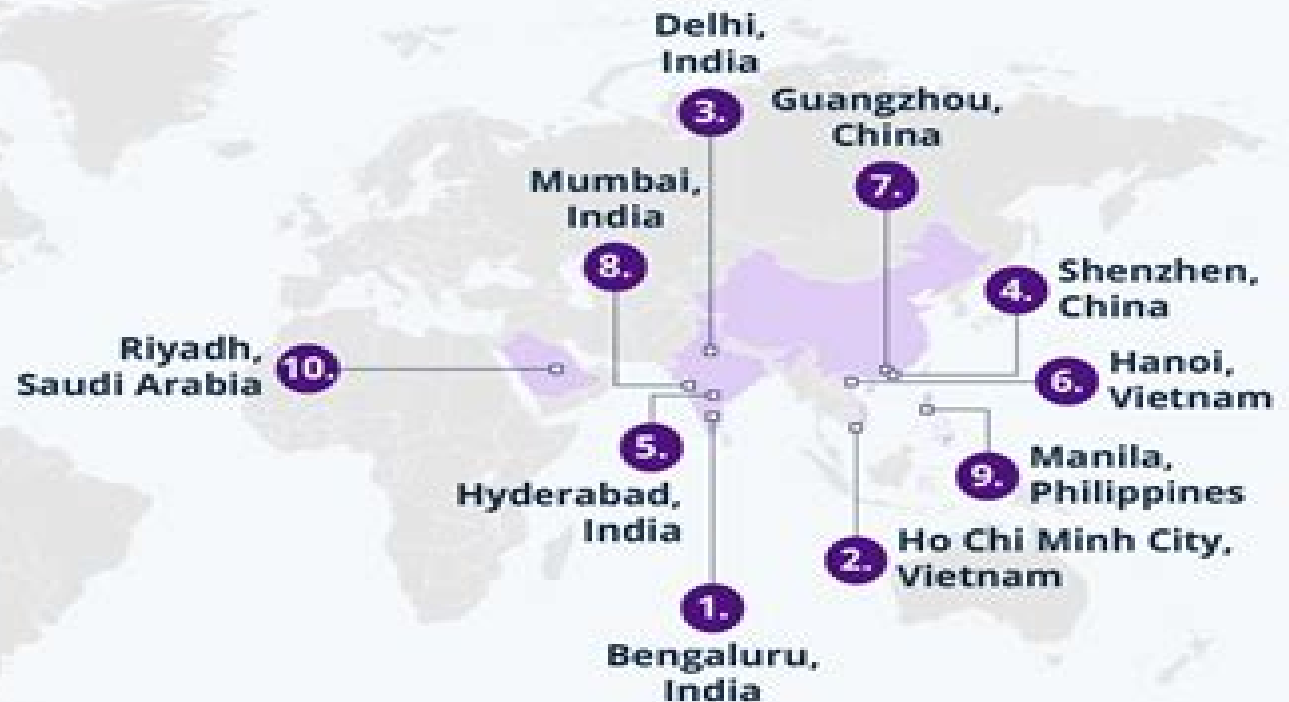 Delhi,
India
3.
Guangzhou,
China
7.
Mumbai,
India
8.
4.
Shenzhen,
China
Riyadh,
Saudi Arabia
10.
6.
Hanoi,
Vietnam
5.
Hyderabad,
India
9.
Manila,
Philippines
2.
Ho Chi Minh City,
Vietnam
1.
Bengaluru,
India